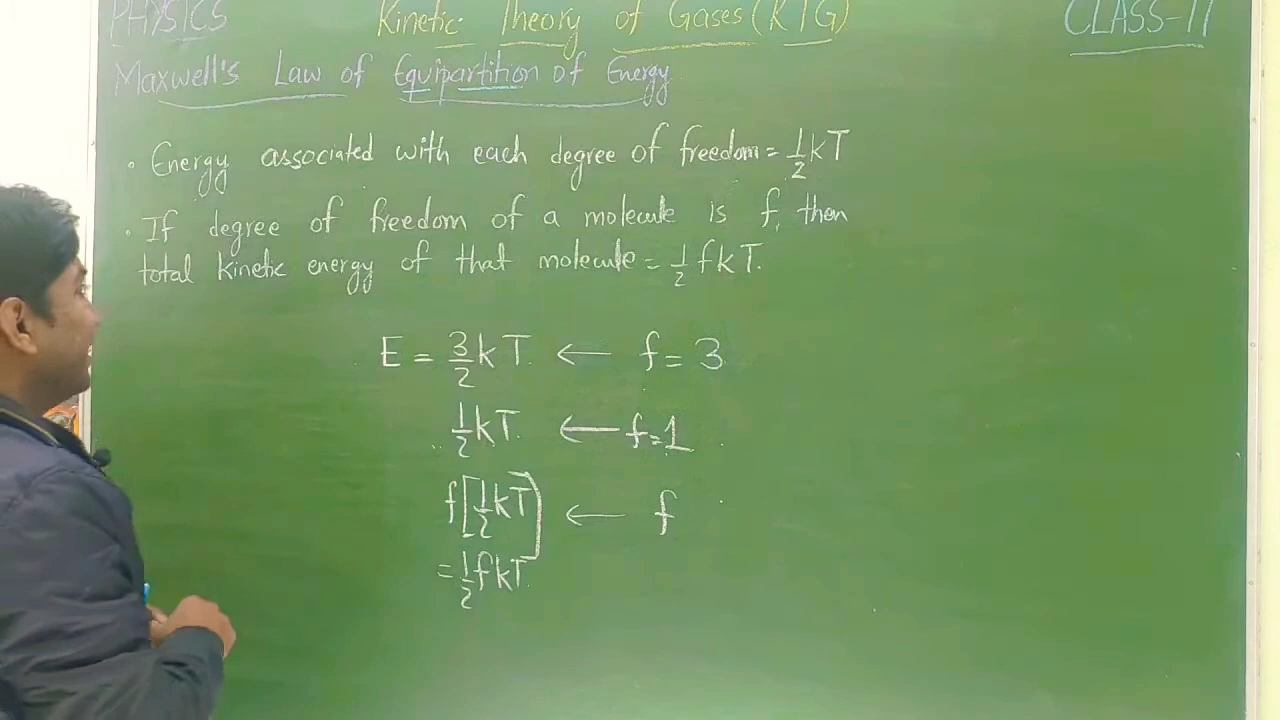 PHYSICS Kinetic Theory of Gases (KTG) CLASS-11
Maxwell's Law of Equipartition of Energy
• Energy associated with each degree of freedom = 1/2 kT
• If degree of freedom of a molecule is f, then
total kinetic energy of that molecule = 1/2 fkT.
E = 3/2 kT ← f = 3
1/2 kT ← f = 1
f[1/2 kT] ← f
= 1/2 fkT